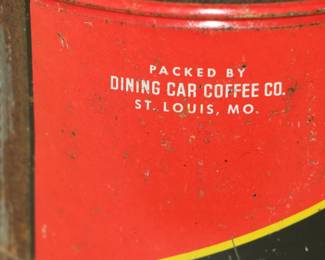 PACKED BY
DINING CAR COFFEE CO.
ST. LOUIS, MO.